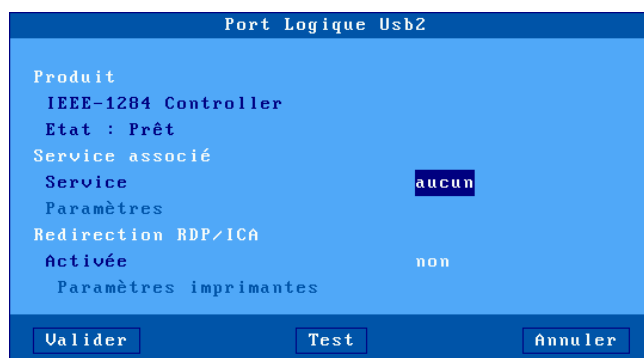 Port Logique Usb2
Produit
IEEE-1284 Controller
Etat : Prêt
Service associé
Service aucun
Paramètres
Redirection RDP/ICA
Activée non
Paramètres imprimantes
Valider Test Annuler